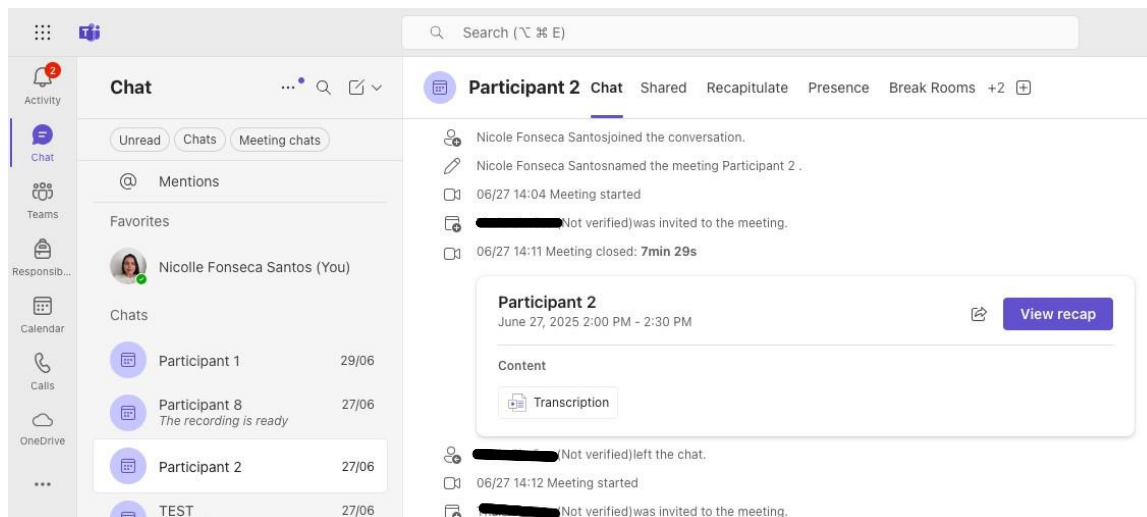 Search (⌥ ⌘ E)
2
Activity
Chat
Teams
Responsib...
Calendar
Calls
OneDrive
Chat
Unread
Chats
Meeting chats
Mentions
Favorites
Nicolle Fonseca Santos (You)
Chats
Participant 1 29/06
Participant 8 27/06
The recording is ready
Participant 2 27/06
TEST 27/06
Participant 2 Chat Shared Recapitulate Presence Break Rooms +2
Nicole Fonseca Santosjoined the conversation.
Nicole Fonseca Santosnamed the meeting Participant 2 .
06/27 14:04 Meeting started
Not verified)was invited to the meeting.
06/27 14:11 Meeting closed: 7min 29s
Participant 2
June 27, 2025 2:00 PM - 2:30 PM
View recap
Content
Transcription
(Not verified)left the chat.
06/27 14:12 Meeting started
(Not verified)was invited to the meeting.